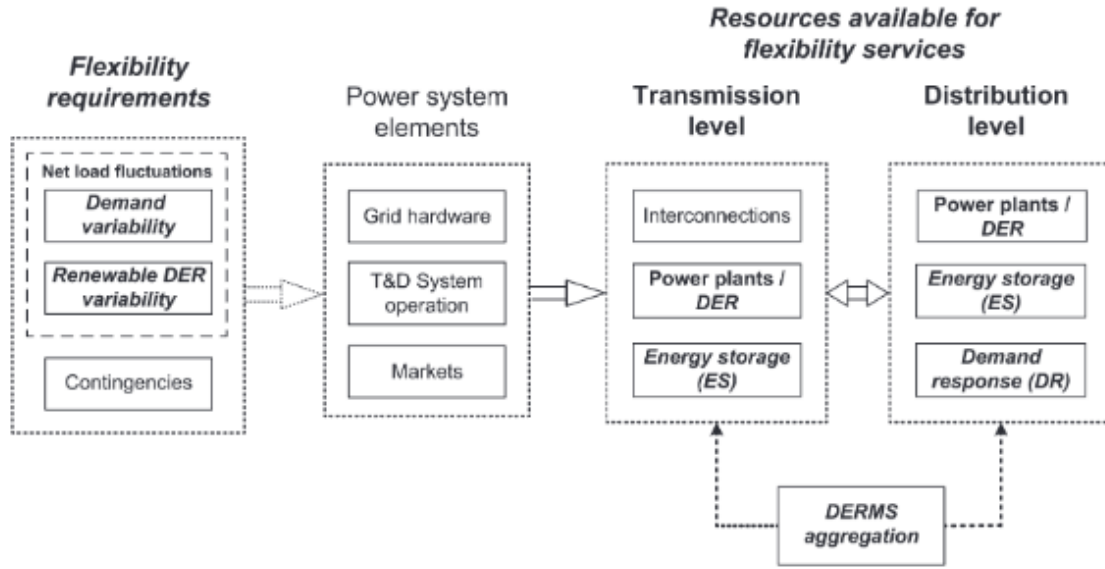 Flexibility
requirements
Net load fluctuations
Demand
variability
Renewable DER
variability
Contingencies
Power system
elements
Grid hardware
T&D System
operation
Markets
Resources available for
flexibility services
Transmission
level
Interconnections
Power plants /
DER
Energy storage
(ES)
Distribution
level
Power plants /
DER
Energy storage
(ES)
Demand
response (DR)
DERMS
aggregation